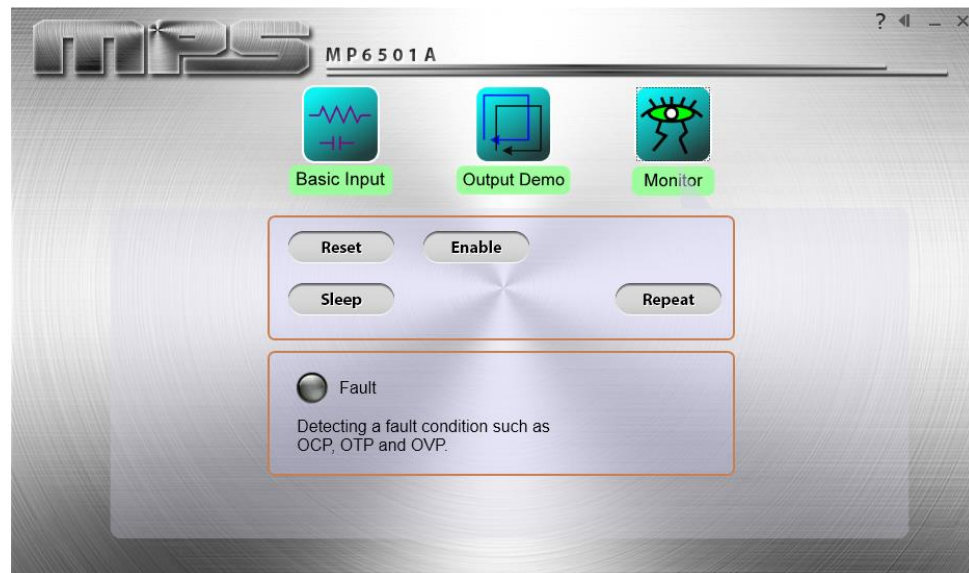 mps
MP6501A
?
Basic Input
Output Demo
Monitor
Reset
Enable
Sleep
Repeat
Fault
Detecting a fault condition such as
OCP, OTP and OVP.